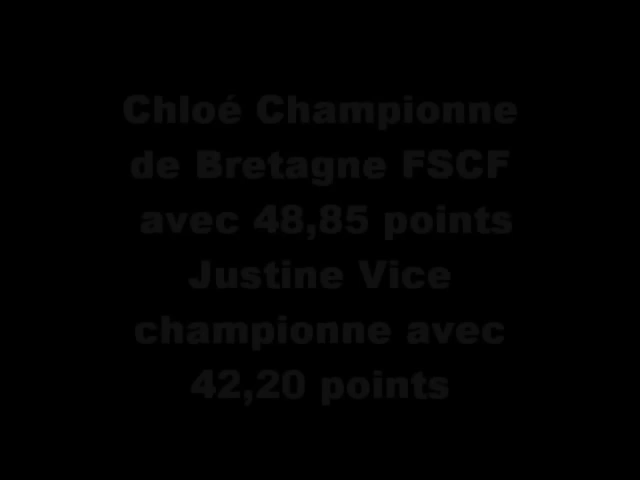 Chloé Championne
de Bretagne FSCF
avec 48,85 points
Justine Vice
championne avec
42,20 points